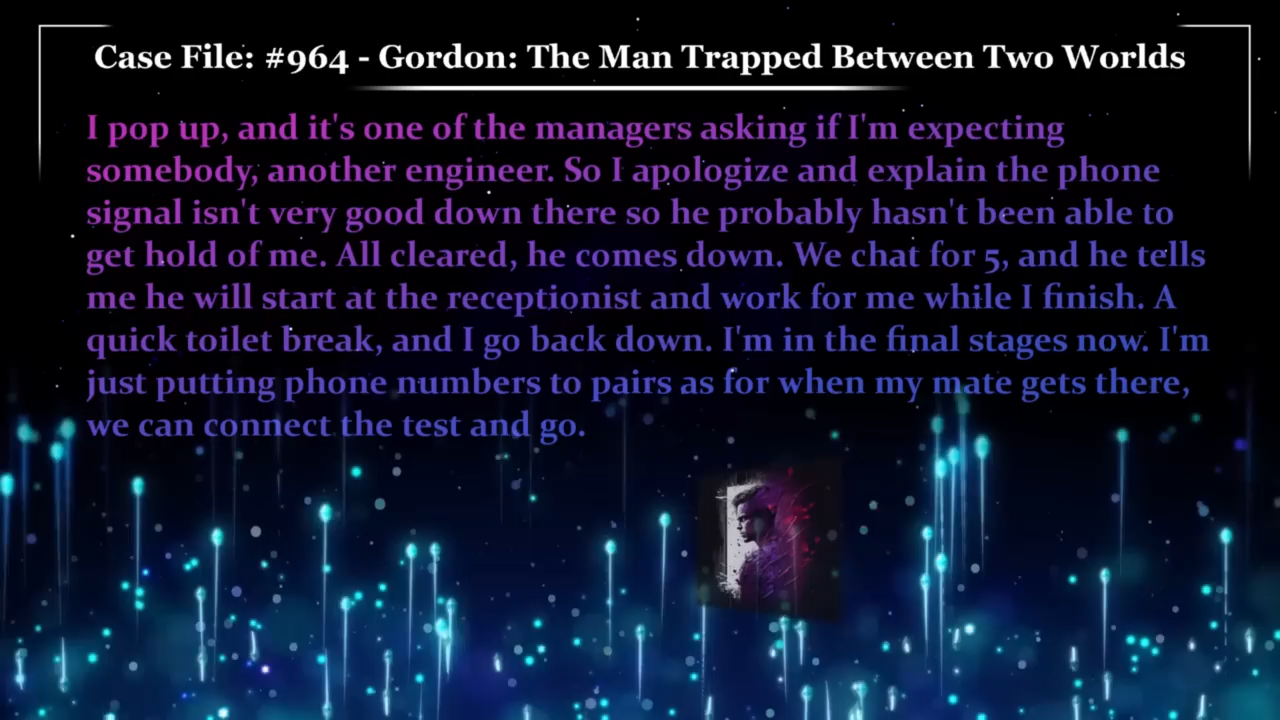 Case File: #964 - Gordon: The Man Trapped Between Two Worlds
I pop up, and it's one of the managers asking if I'm expecting
somebody, another engineer. So I apologize and explain the phone
signal isn't very good down there so he probably hasn't been able to
get hold of me. All cleared, he comes down. We chat for 5, and he tells
me he will start at the receptionist and work for me while I finish. A
quick toilet break, and I go back down. I'm in the final stages now. I'm
just putting phone numbers to pairs as for when my mate gets there,
we can connect the test and go.